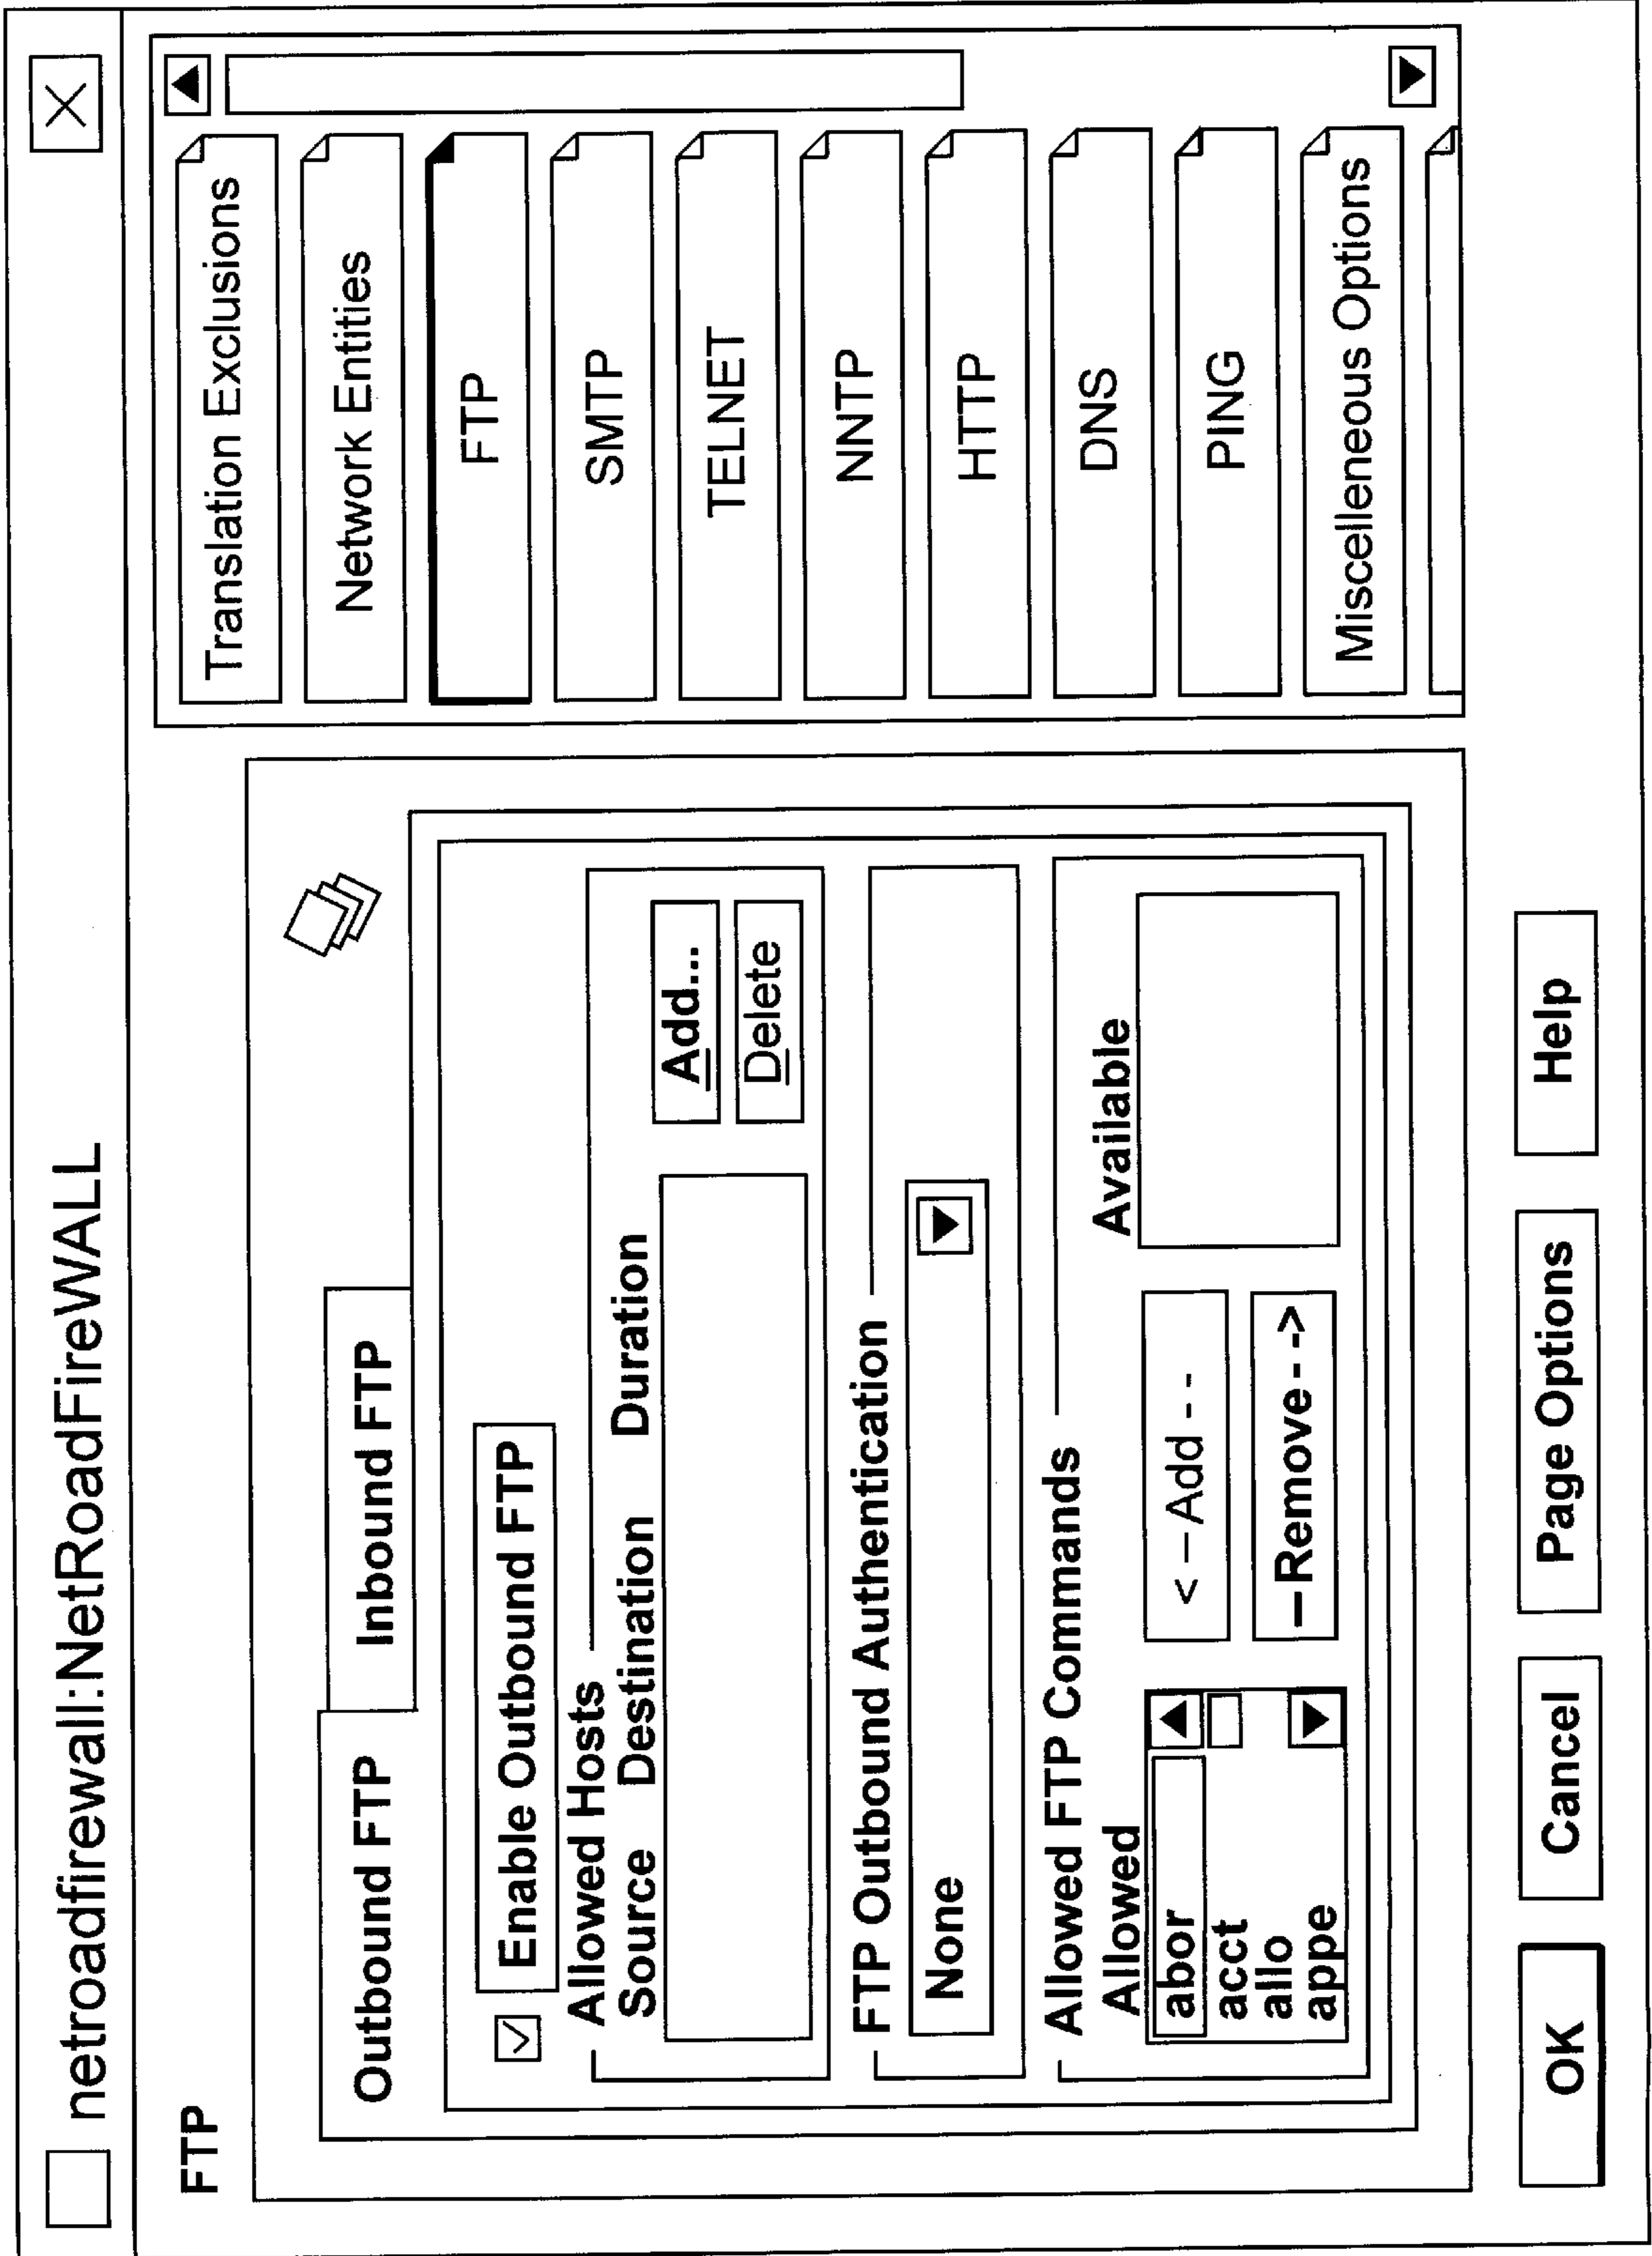 netroadfirewall:NetRoadFireWALL
FTP
Outbound FTP
Inbound FTP
Enable Outbound FTP
Allowed Hosts
Source Destination Duration
Add...
Delete
FTP Outbound Authentication
None
Allowed FTP Commands
Allowed
Available
abor
acct
allo
appe
< – Add - -
– Remove - ->
Translation Exclusions
Network Entities
FTP
SMTP
TELNET
NNTP
HTTP
DNS
PING
Miscelleneous Options
OK
Cancel
Page Options
Help